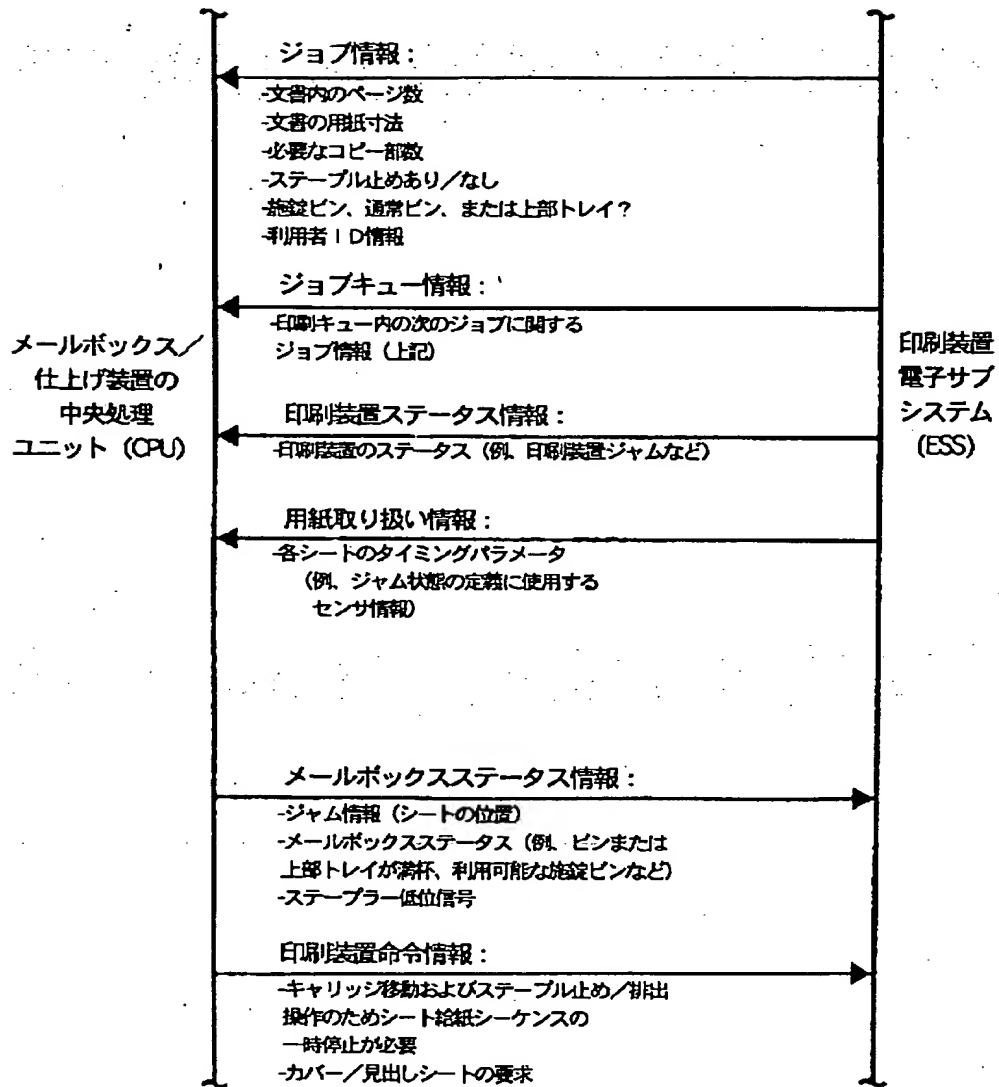 ジョブ情報：
-文書内のページ数
-文書の用紙寸法
-必要なコピー部数
-ステープル止めあり／なし
-施錠ビン、通常ビン、または上部トレイ？
-利用者ＩＤ情報
ジョブキュー情報：
-印刷キュー内の次のジョブに関する
ジョブ情報（上記）
メールボックス／
仕上げ装置の
中央処理
ユニット（CPU）
印刷装置
電子サブ
システム
(ESS)
印刷装置ステータス情報：
-印刷装置のステータス（例、印刷装置ジャムなど）
用紙取り扱い情報：
-各シートのタイミングパラメータ
（例、ジャム状態の定義に使用する
センサ情報）
メールボックスステータス情報：
-ジャム情報（シートの位置）
-メールボックスステータス（例、ビンまたは
上部トレイが満杯、利用可能な施錠ビンなど）
-ステープラー低位信号
印刷装置命令情報：
-キャリッジ移動およびステープル止め／排出
操作のためシート給紙シーケンスの
一時停止が必要
-カバー／見出しシートの要求